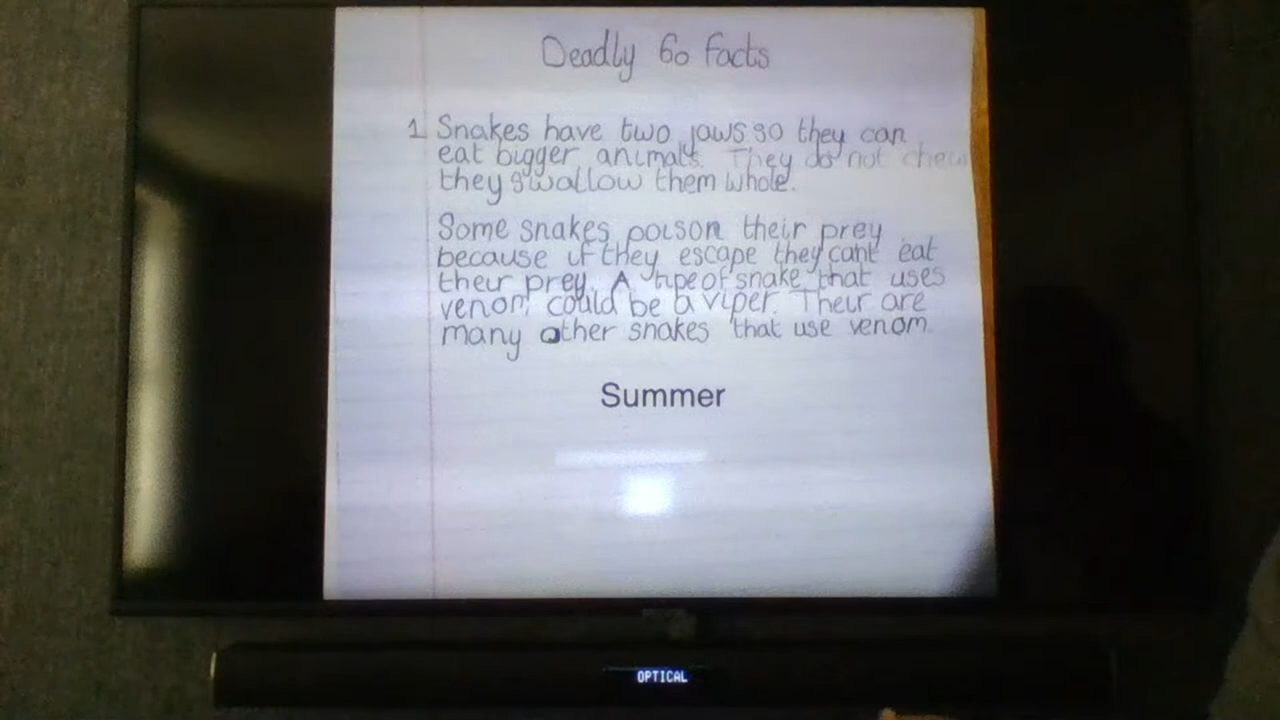 Deadly 60 Facts
1 Snakes have two jaws so they can
eat bigger animals. They do not chew
they swallow them whole.
Some snakes poison their prey
because if they escape they cant eat
their prey. A tipe of snake that uses
venom could be a viper. Their are
many other snakes that use venom
Summer
OPTICAL